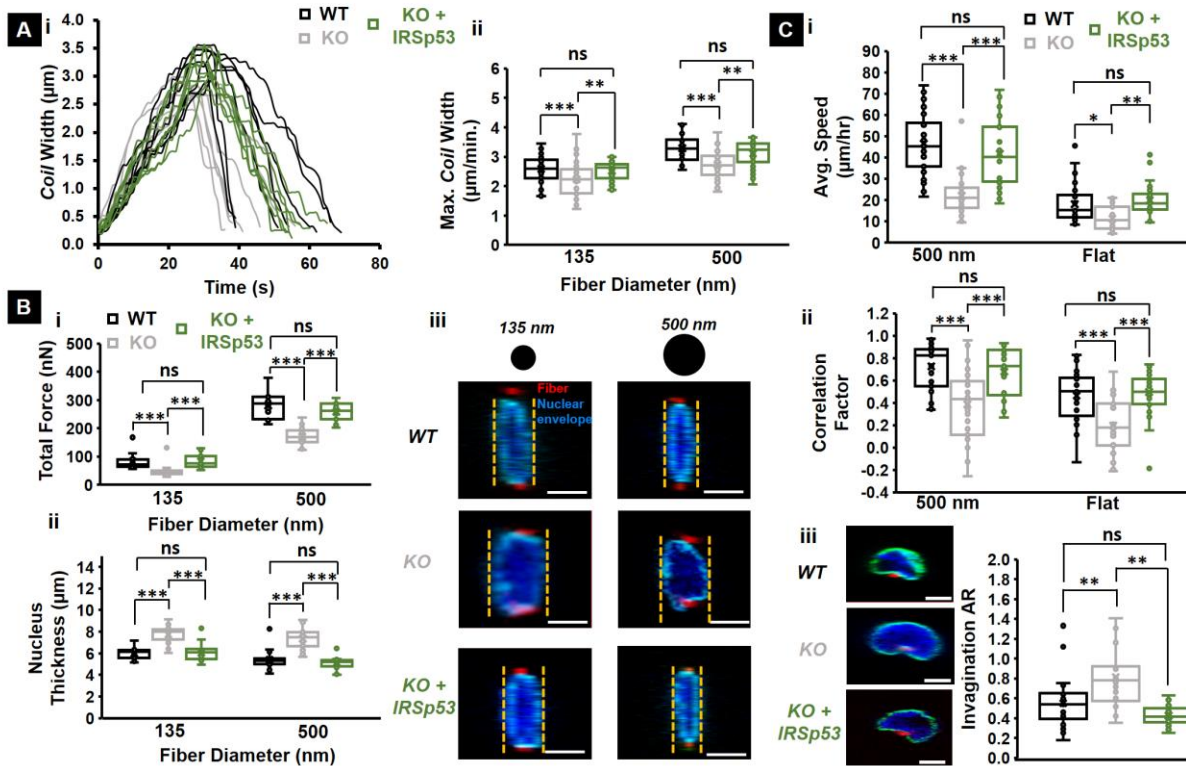 A
i
WT
KO
KO +
IRSp53
Coil Width (µm)
4.0
3.5
3.0
2.5
2.0
1.5
1.0
0.5
0.0
0
20
40
60
80
Time (s)
ii
Max. Coil Width
(µm/min.)
6
5
4
3
2
1
0
ns
***
**
ns
***
**
135
500
Fiber Diameter (nm)
C
i
WT
KO
KO +
IRSp53
Avg. Speed
(µm/hr)
90
80
70
60
50
40
30
20
10
0
ns
***
***
ns
*
**
500 nm
Flat
B
i
WT
KO
KO +
IRSp53
Total Force (nN)
500
400
300
200
100
0
ns
***
***
ns
***
***
135
500
Fiber Diameter (nm)
ii
Nucleus
Thickness (µm)
14
12
10
8
6
4
2
0
ns
***
***
ns
***
***
135
500
Fiber Diameter (nm)
iii
135 nm
500 nm
Fiber
Nuclear
envelope
WT
KO
KO +
IRSp53
ii
Correlation
Factor
1.2
1.0
0.8
0.6
0.4
0.2
0.0
-0.2
-0.4
ns
***
***
ns
***
***
500 nm
Flat
iii
WT
KO
KO +
IRSp53
Invagination AR
2.0
1.8
1.6
1.4
1.2
1.0
0.8
0.6
0.4
0.2
0.0
ns
**
**